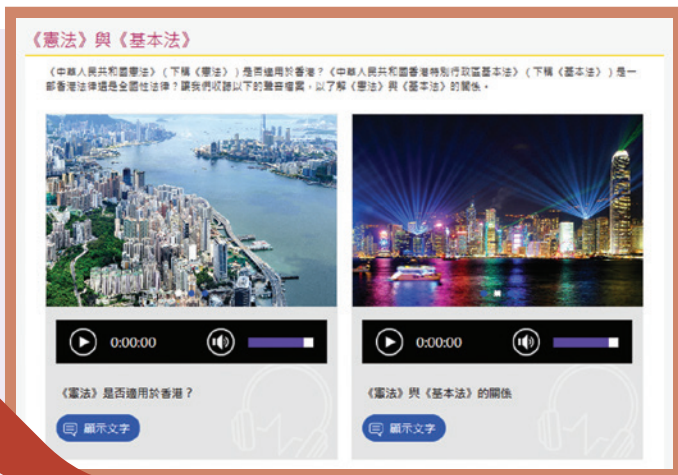 《憲法》與《基本法》
《中華人民共和國憲法》(下稱《憲法》)是否適用於香港?《中華人民共和國香港特別行政區基本法》(下稱《基本法》)是一
部香港法律還是全國性法律?讓我們收聽以下的聲音檔案,以了解《憲法》與《基本法》的關係。
0:00:00
0:00:00
《憲法》是否適用於香港?
《憲法》與《基本法》的關係
顯示文字
顯示文字